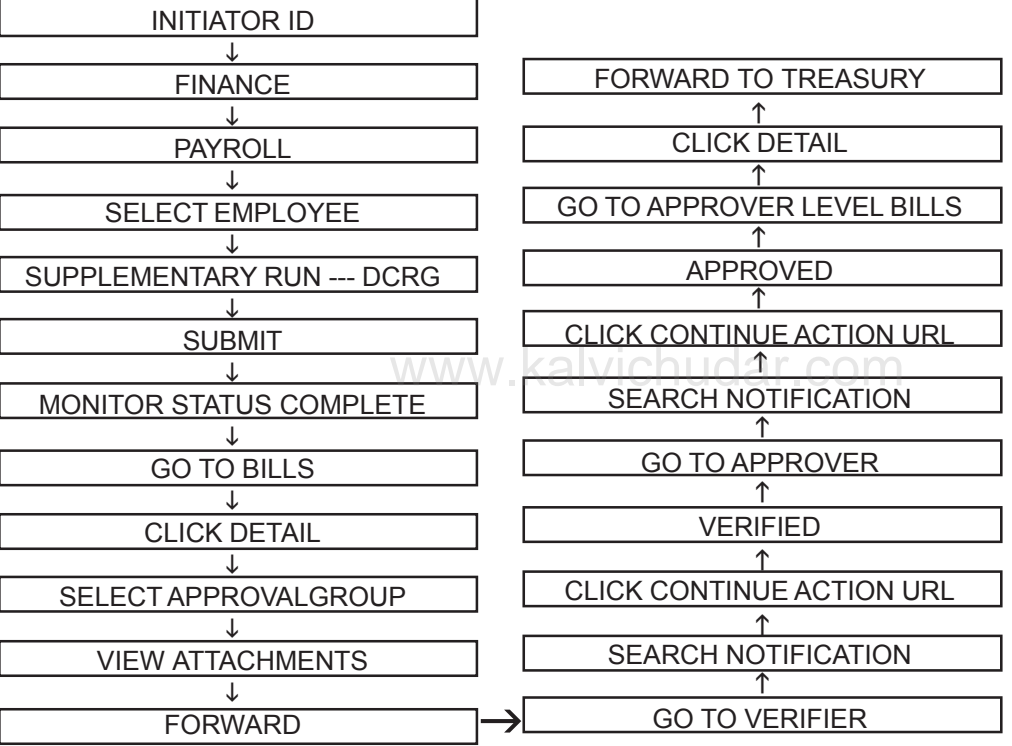 INITIATOR ID
↓
FINANCE
↓
PAYROLL
↓
SELECT EMPLOYEE
↓
SUPPLEMENTARY RUN --- DCRG
↓
SUBMIT
↓
MONITOR STATUS COMPLETE
↓
GO TO BILLS
↓
CLICK DETAIL
↓
SELECT APPROVALGROUP
↓
VIEW ATTACHMENTS
↓
FORWARD
→
GO TO VERIFIER
↑
SEARCH NOTIFICATION
↑
CLICK CONTINUE ACTION URL
↑
VERIFIED
↑
GO TO APPROVER
↑
SEARCH NOTIFICATION
↑
CLICK CONTINUE ACTION URL
↑
APPROVED
↑
GO TO APPROVER LEVEL BILLS
↑
CLICK DETAIL
↑
FORWARD TO TREASURY
www.kalvichudar.com